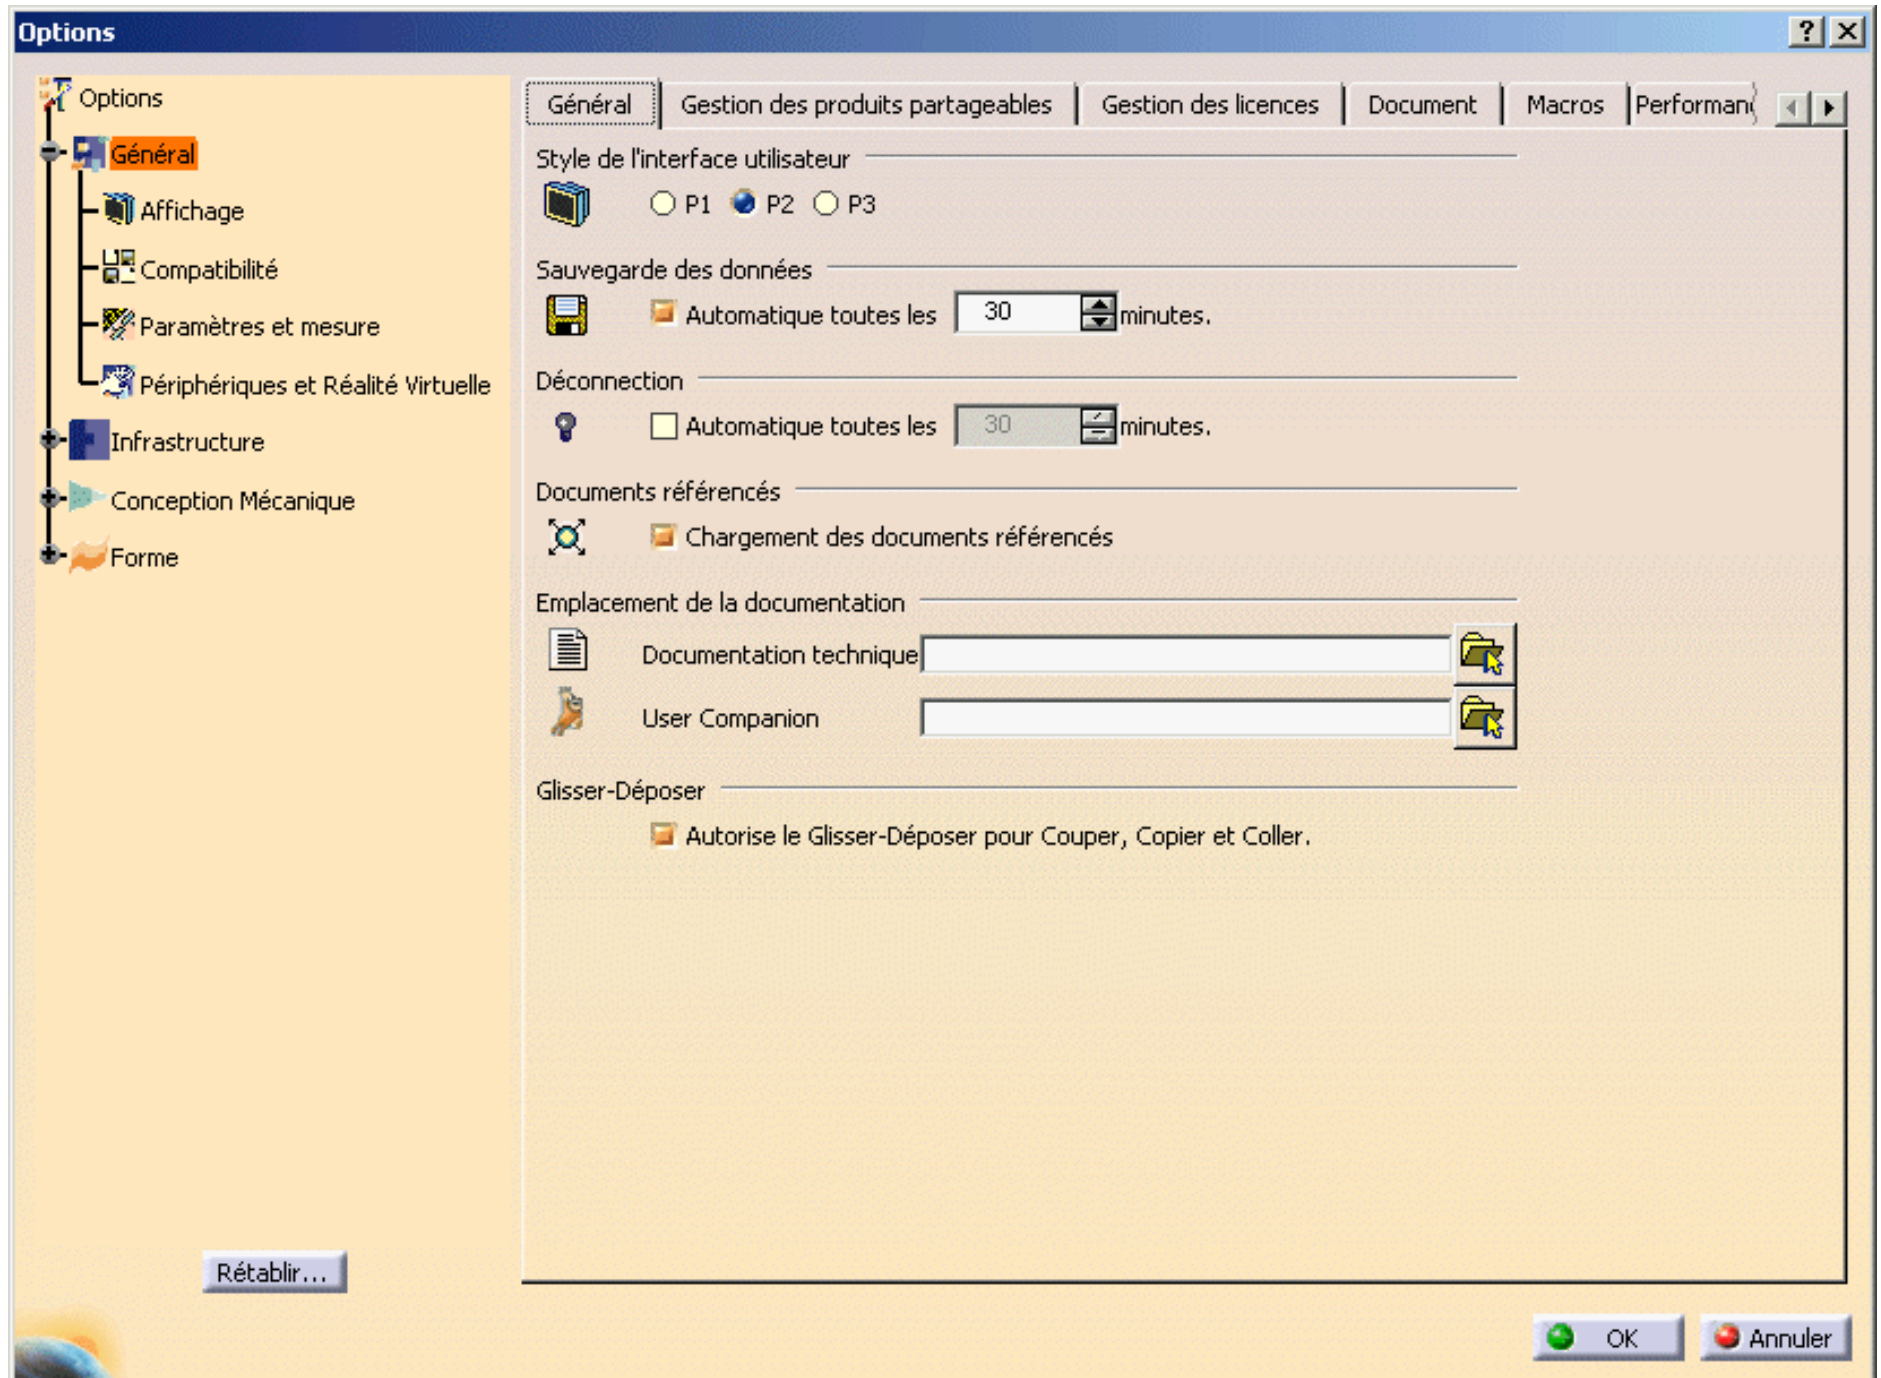 Options
Options
Général
Affichage
Compatibilité
Paramètres et mesure
Périphériques et Réalité Virtuelle
Infrastructure
Conception Mécanique
Forme
Rétablir...
Général Gestion des produits partageables Gestion des licences Document Macros Performan
Style de l'interface utilisateur
P1 P2 P3
Sauvegarde des données
Automatique toutes les 30 minutes.
Déconnection
Automatique toutes les 30 minutes.
Documents référencés
Chargement des documents référencés
Emplacement de la documentation
Documentation technique
User Companion
Glisser-Déposer
Autorise le Glisser-Déposer pour Couper, Copier et Coller.
OK Annuler